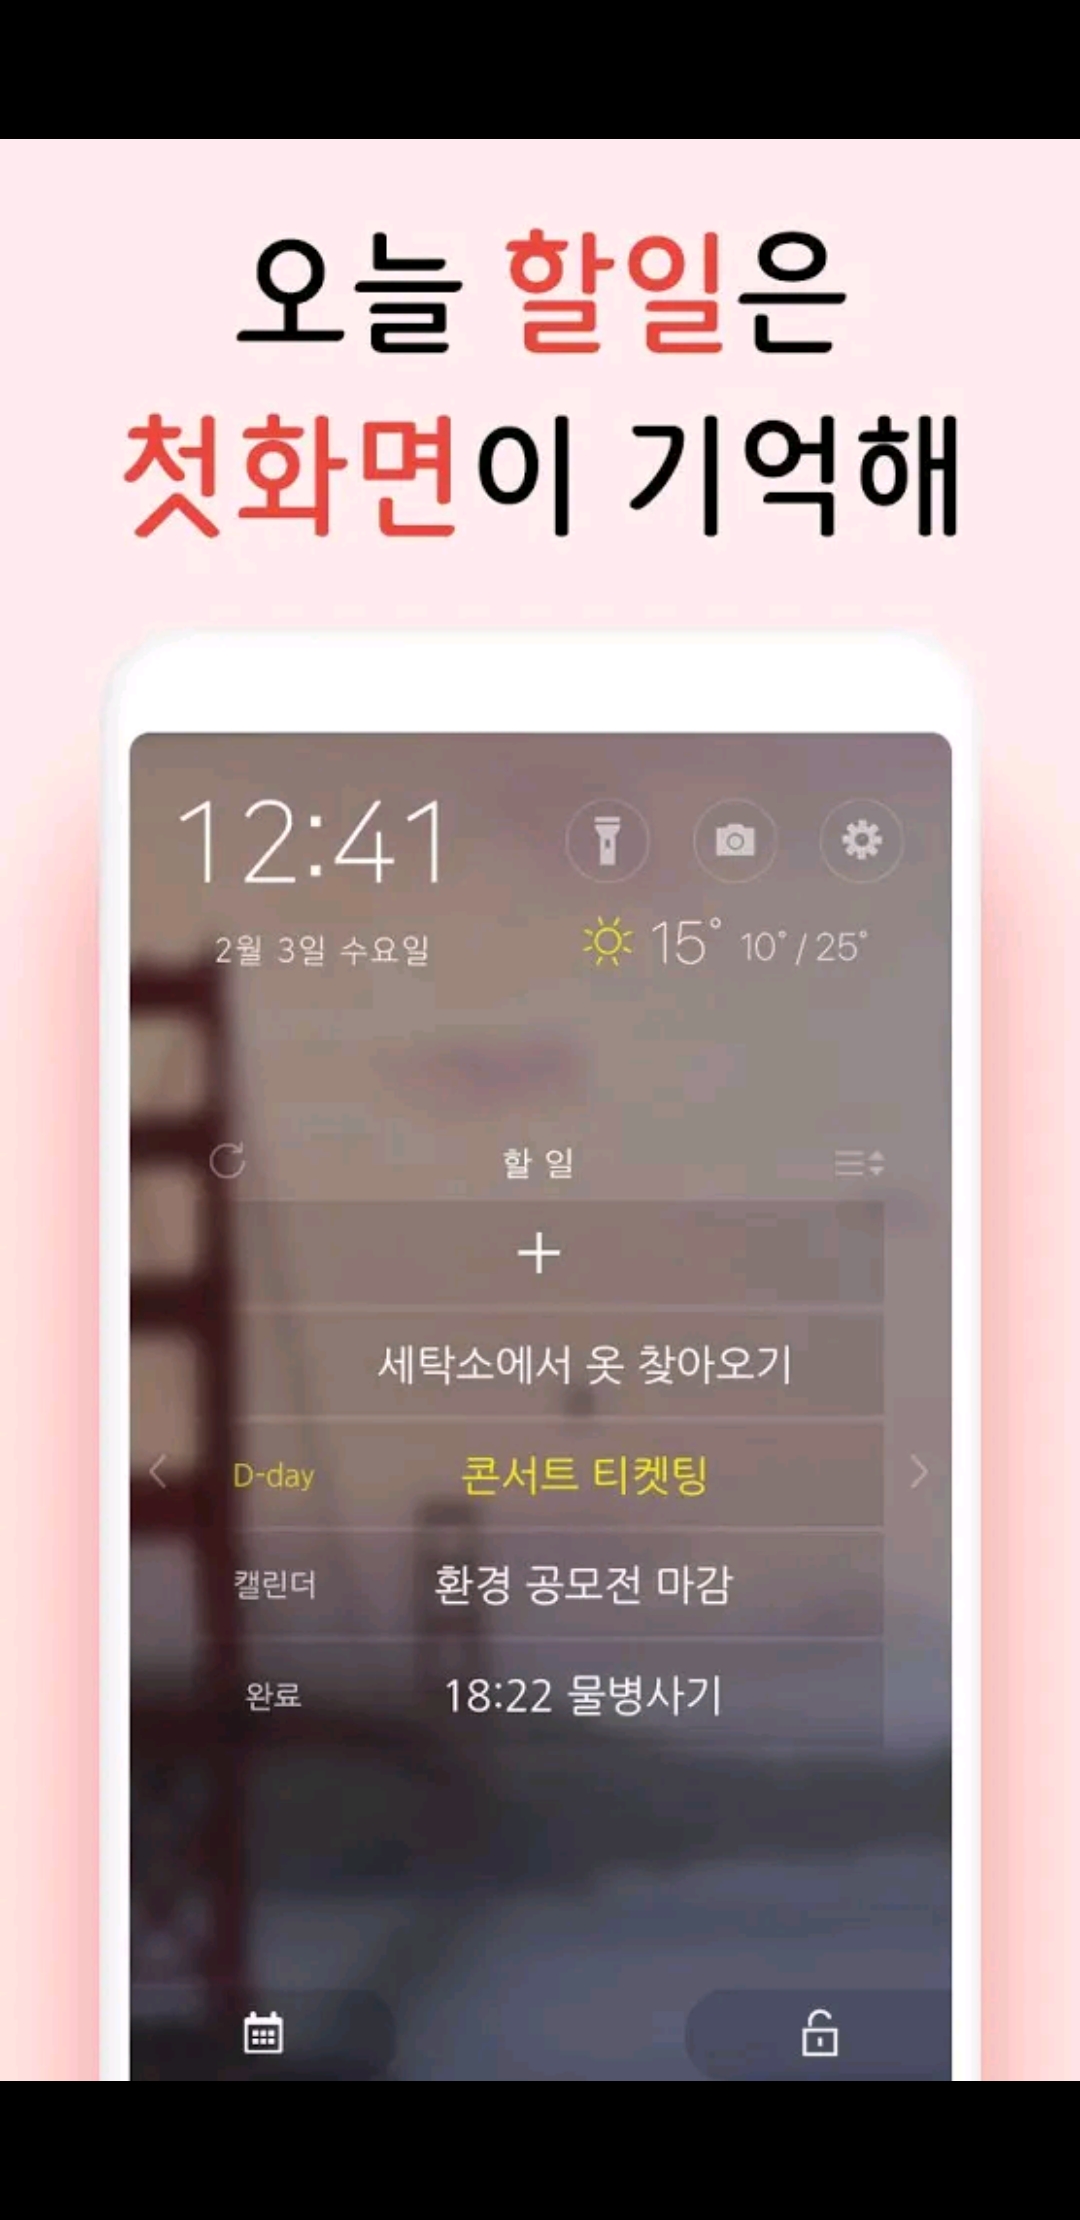 오늘 할일은
첫화면이 기억해
12:41
2월 3일 수요일
15° 10° / 25°
할 일
+
세탁소에서 옷 찾아오기
D-day 콘서트 티켓팅
캘린더 환경 공모전 마감
완료 18:22 물병사기